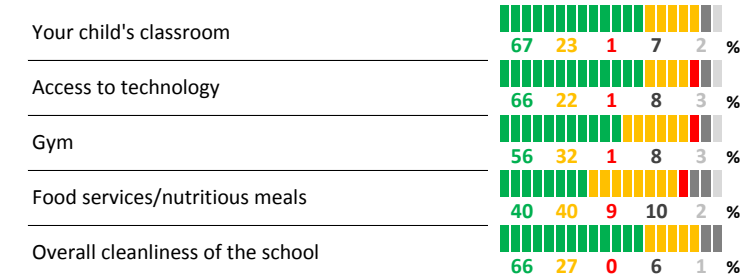 Your child's classroom
67 23 1 7 2 %
Access to technology
66 22 1 8 3 %
Gym
56 32 1 8 3 %
Food services/nutritious meals
40 40 9 10 2 %
Overall cleanliness of the school
66 27 0 6 1 %